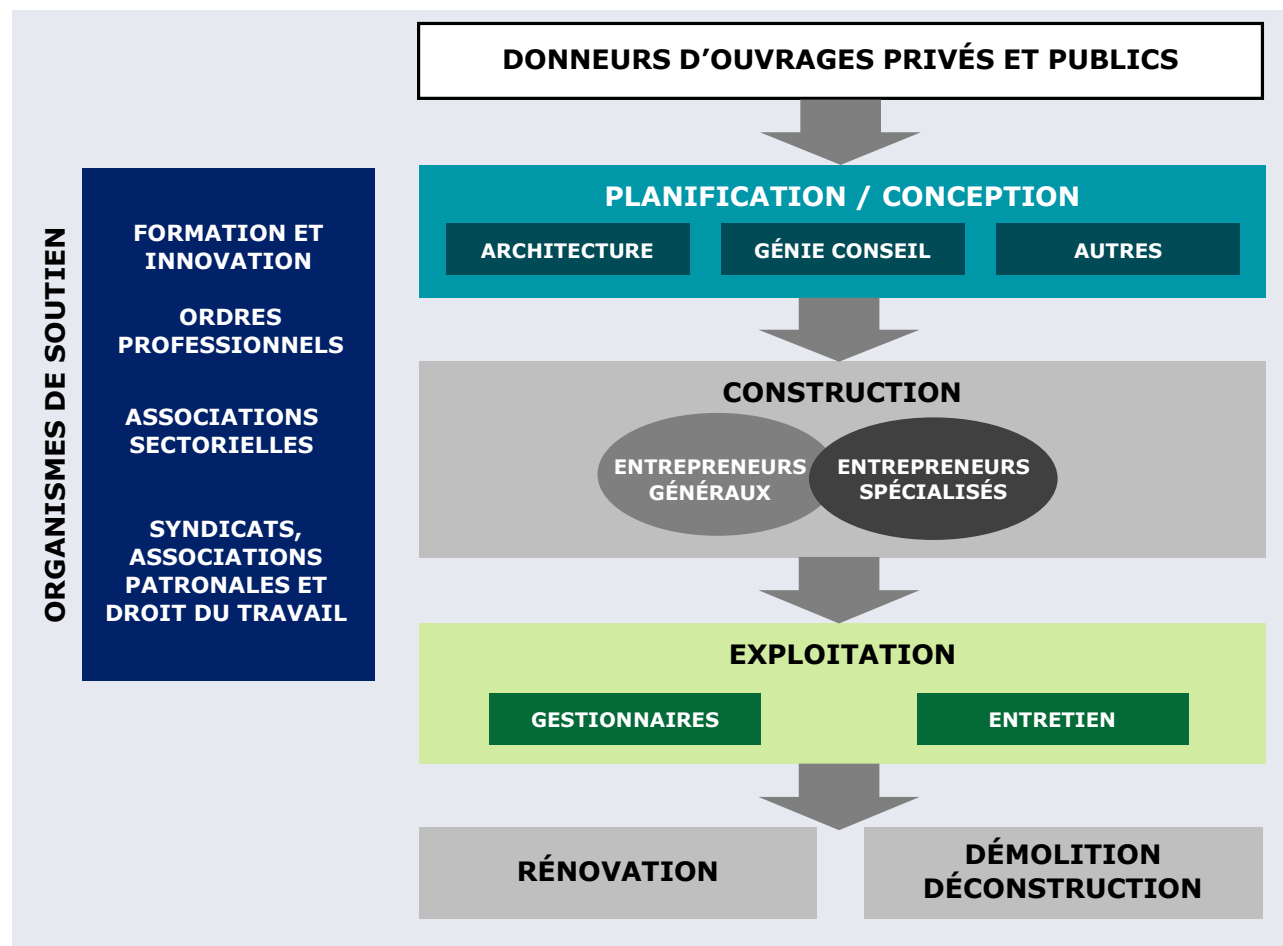 DONNEURS D’OUVRAGES PRIVÉS ET PUBLICS
ORGANISMES DE SOUTIEN
FORMATION ET
INNOVATION
ORDRES
PROFESSIONNELS
ASSOCIATIONS
SECTORIELLES
SYNDICATS,
ASSOCIATIONS
PATRONALES ET
DROIT DU TRAVAIL
PLANIFICATION / CONCEPTION
ARCHITECTURE
GÉNIE CONSEIL
AUTRES
CONSTRUCTION
ENTREPRENEURS
GÉNÉRAUX
ENTREPRENEURS
SPÉCIALISÉS
EXPLOITATION
GESTIONNAIRES
ENTRETIEN
RÉNOVATION
DÉMOLITION
DÉCONSTRUCTION